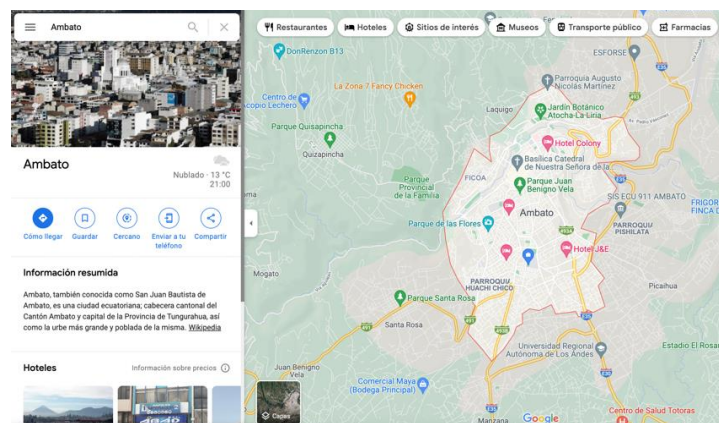 Ambato
Restaurantes
Hoteles
Sitios de interés
Museos
Transporte público
Farmacias
Ambato
Nublado · 13 °C
21:00
Cómo llegar
Guardar
Cercano
Enviar a tu
teléfono
Compartir
Información resumida
Ambato, también conocida como San Juan Bautista de
Ambato, es una ciudad ecuatoriana; cabecera cantonal del
Cantón Ambato y capital de la Provincia de Tungurahua, así
como la urbe más grande y poblada de la misma. Wikipedia
Hoteles
Información sobre precios
DonRenzon B13
ESFORSE
La Zona 7 Fancy Chicken
Parroquia Augusto
Nicolás Martínez
Centro de
copio Lechero
Laquigo
Jardín Botánico
Atocha-La Liria
Parque Quisapincha
Hotel Colony
Quizapincha
Basílica Catedral
de Nuestra Señora de la
Parque
Provincial
de la Familia
FICOA
Parque Juan
Benigno Vela
SIS ECU 911 AMBATO
FRIGOR
FINCA D
Ambato
Parque de las Flores
PARROQUU
PISHILATA
Hotel J&E
Mogato
PARROQUU
HUACHI CHICO
Picaihua
Parque Santa Rosa
Santa Rosa
Universidad Regional
Autónoma de Los Andes
Estadio El Rosar
Juan Benigno
Vela
Comercial Maya
(Bodega Principal)
Capas
Manzana
Google
Centro de Salud Totoras